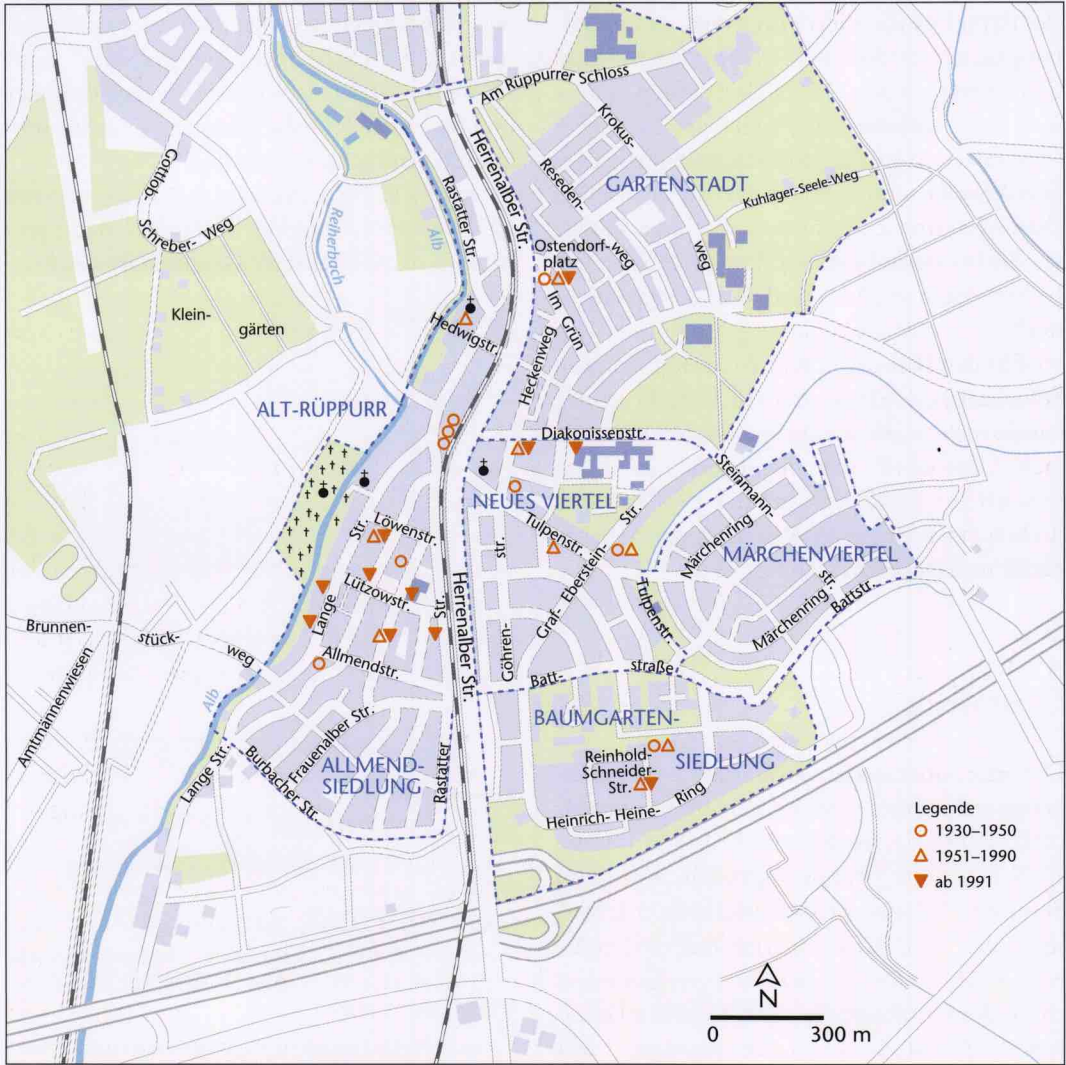 Am Rüppurrer Schloss
Krokus-
weg
Reseden-
weg
GARTENSTADT
Kuhlager-Seele-Weg
Gottlob-
Schreber- Weg
Reiherbach
Alb
Rastatter Str.
Herrenalber Str.
Ostendorf-
platz
Im Grün
Heckenweg
Klein-
gärten
Hedwigstr.
ALT-RÜPPURR
Diakonissenstr.
Steinmann-
str.
NEUES VIERTEL
Löwenstr.
Lange
Str.
Lützowstr.
Str.
Allmendstr.
Herrenalber Str.
Göhren-
str.
Tulpenstr.
Graf- Eberstein-
Str.
Tulpenstr.
Märchenring
MÄRCHENVIERTEL
Märchenring
Battstr.
Batt-
straße
Brunnen-
stück-
weg
Amtmännenwiesen
Alb
Lange Str.
Burbacher Str.
Frauenalber Str.
ALLMEND-
SIEDLUNG
Rastatter
BAUMGARTEN-
SIEDLUNG
Reinhold-
Schneider-
Str.
Heinrich- Heine- Ring
Legende
1930–1950
1951–1990
ab 1991
N
0 300 m